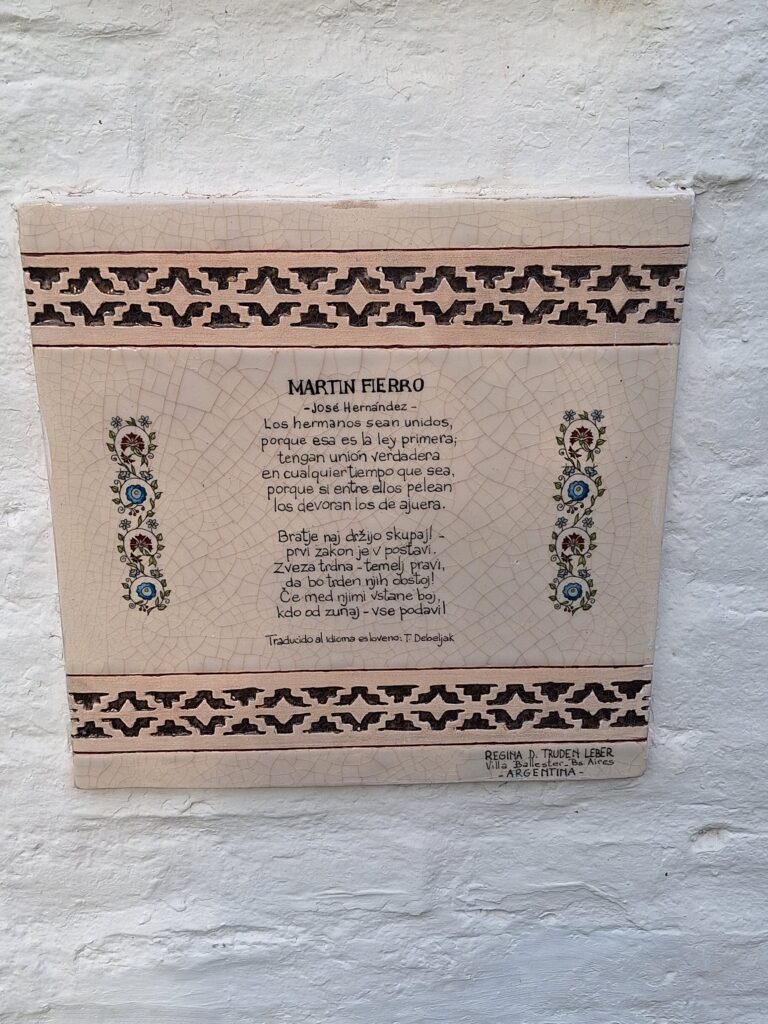 MARTIN FIERRO
- José Hernández -
Los hermanos sean unidos,
porque esa es la ley primera;
tengan unión verdadera
en cualquier tiempo que sea,
porque si entre ellos pelean
los devoran los de ajuera.
Bratje naj držijo skupaj! -
prvi zakon je v postavi.
Zveza trdna - temelj pravi,
da bo trden njih obstoj!
Če med njimi vstane boj,
kdo od zunaj - vse podavi!
Traducido al idioma esloveno: T. Debeljak
REGINA D. TRUDEN LEBER
Villa Ballester - Bs Aires
- ARGENTINA -